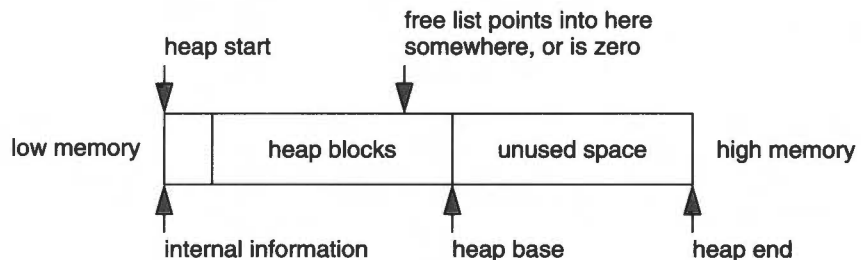 free list points into here
somewhere, or is zero
heap start
low memory
heap blocks
unused space
high memory
internal information
heap base
heap end